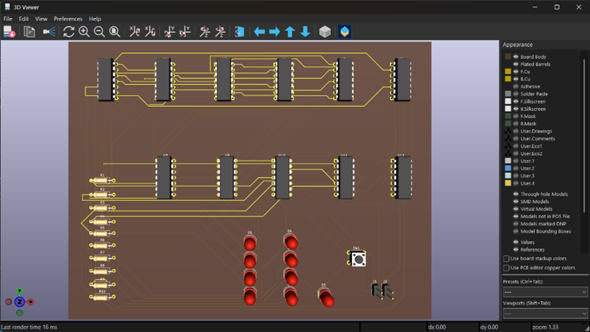 3D Viewer
File Edit View Preferences Help
Appearance
Board Body
Plated Barrels
F.Cu
B.Cu
Adhesive
Solder Paste
F.Silkscreen
B.Silkscreen
F.Mask
B.Mask
User.Drawings
User.Comments
User.Eco1
User.Eco2
User.1
User.2
User.3
User.4
Through-hole Models
SMD Models
Virtual Models
Models not in POS file
Models marked DNP
Model Bounding Boxes
Values
References
Use board stackup colors
Use PCB editor copper colors
Presets (Ctrl+Tab):
---
Viewports (Shift+Tab):
---
Last render time 16 ms
dx 0.00
dy 0.00
zoom 1.33